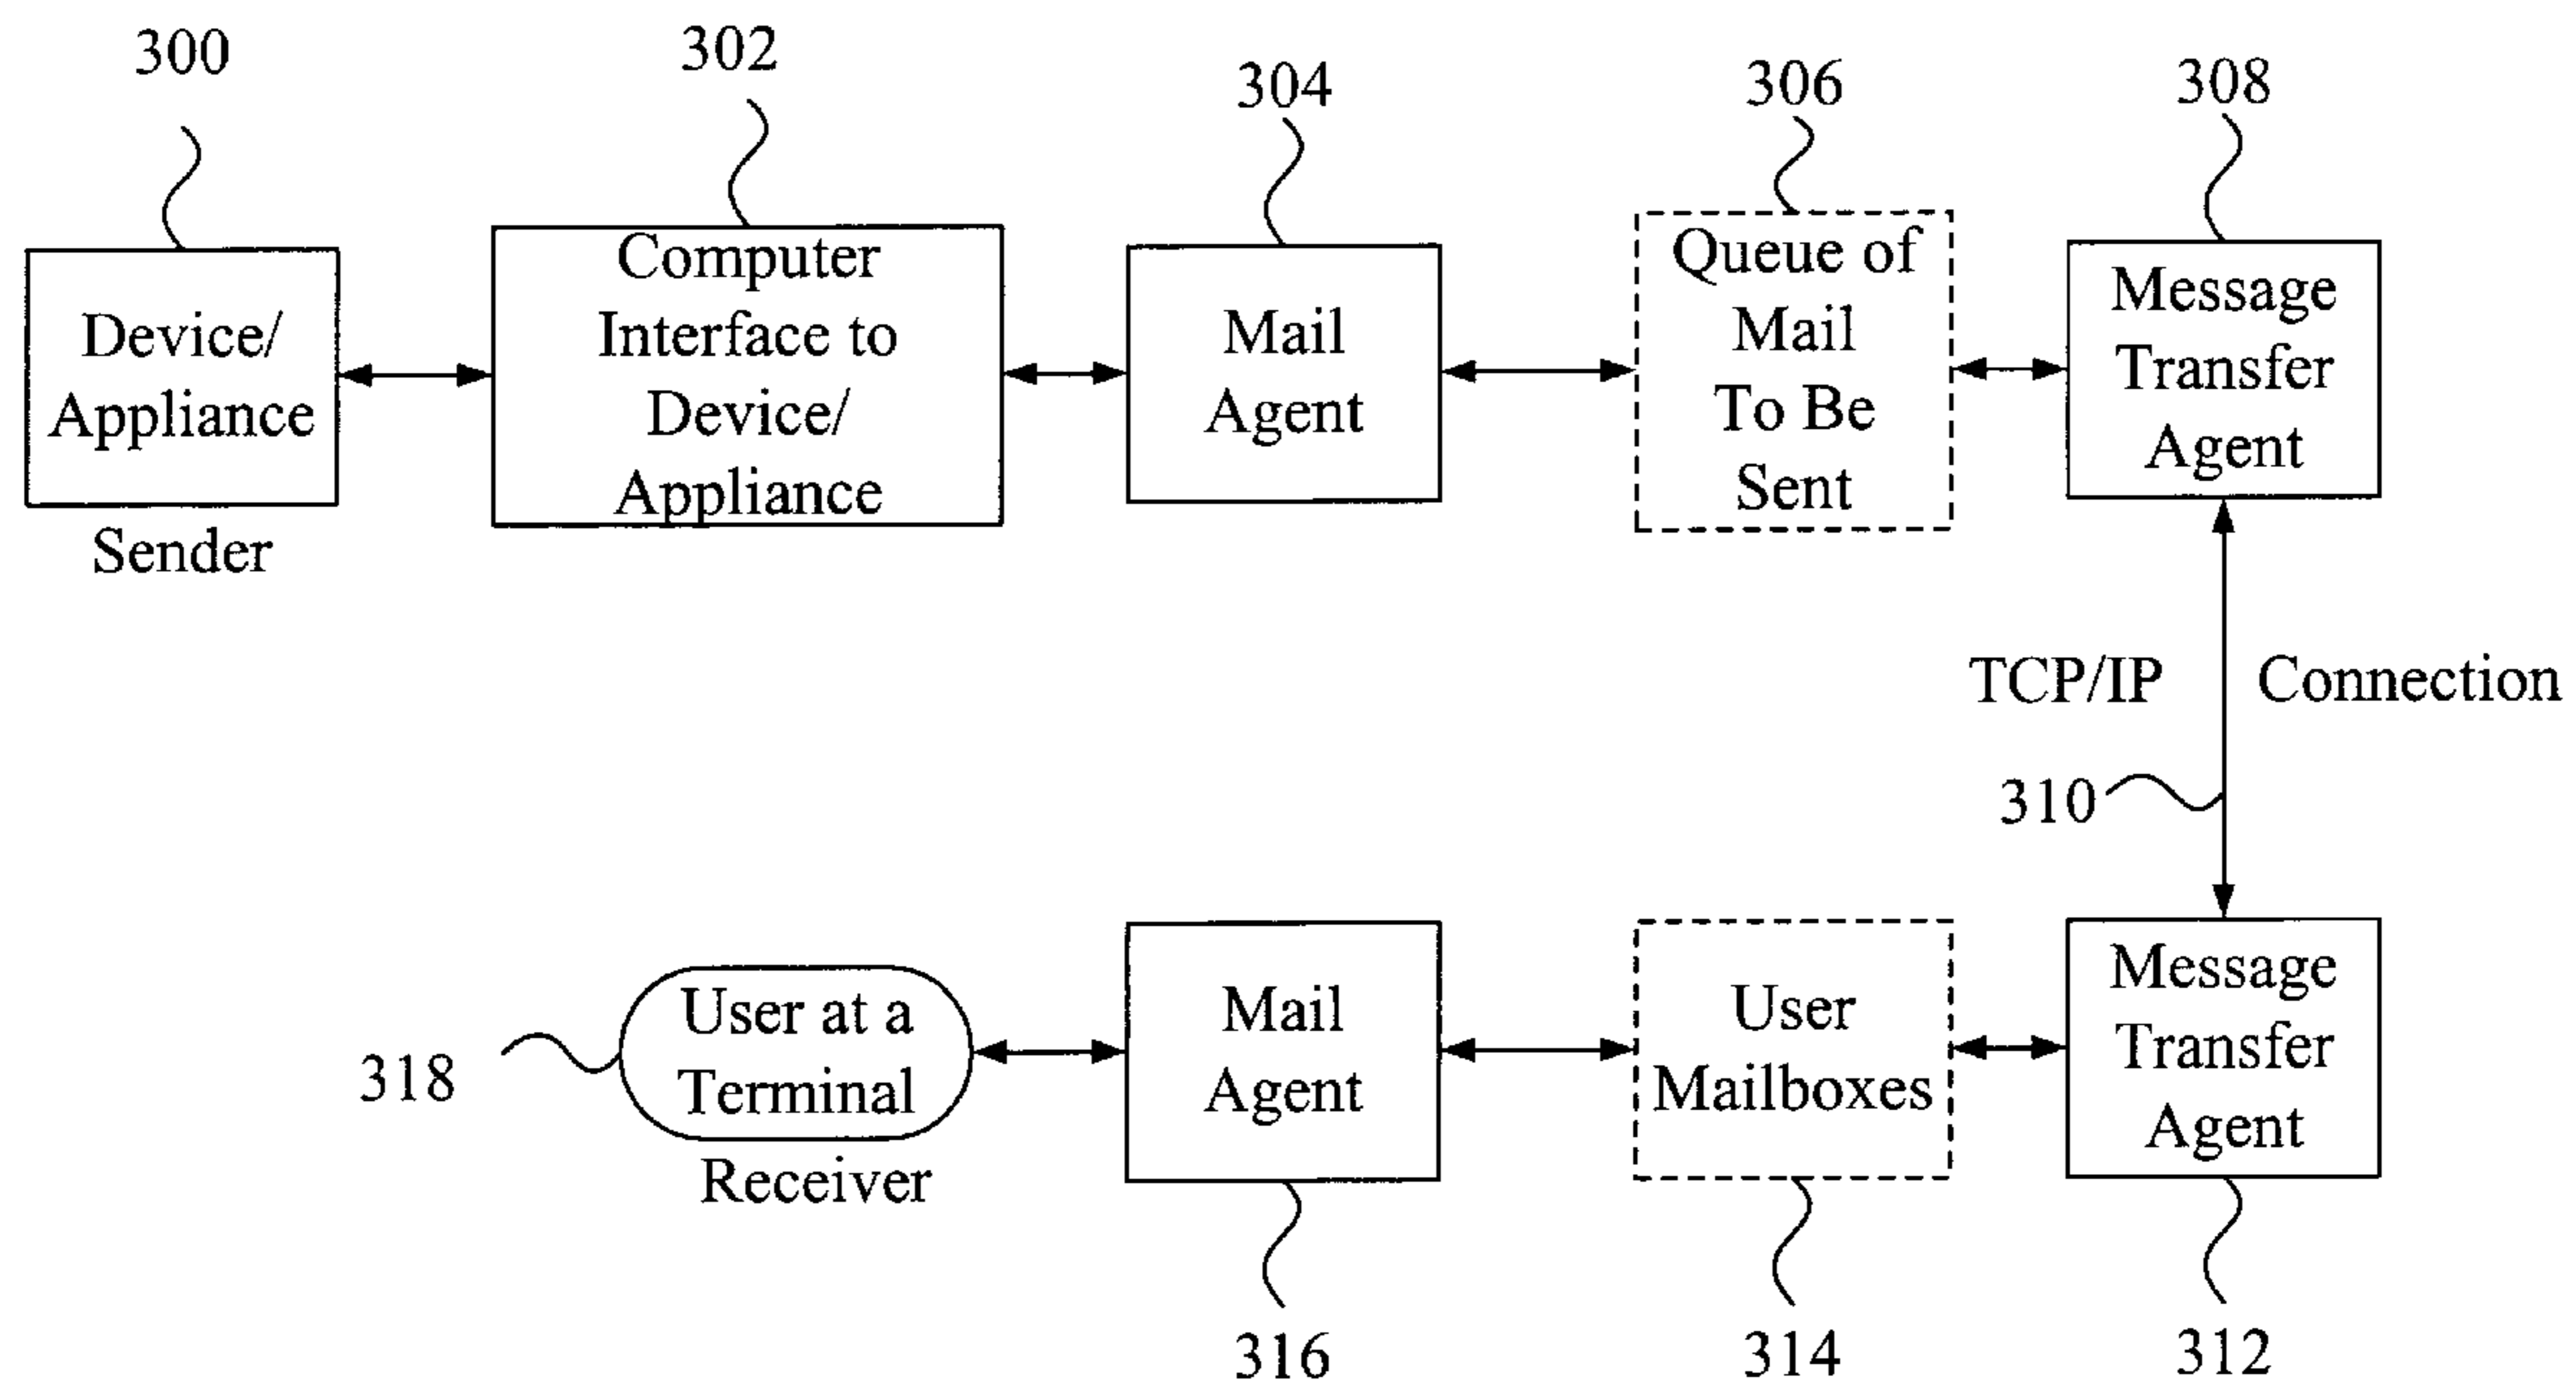 300
302
304
306
308
Device/
Appliance
Sender
Computer
Interface to
Device/
Appliance
Mail
Agent
Queue of
Mail
To Be
Sent
Message
Transfer
Agent
TCP/IP Connection
310
318
User at a
Terminal
Receiver
Mail
Agent
User
Mailboxes
Message
Transfer
Agent
316
314
312